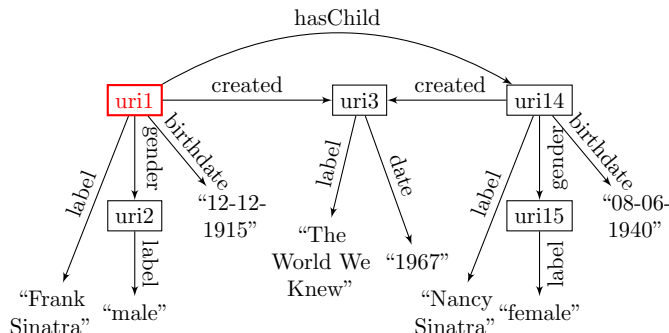 hasChild
created
created
uri1
uri3
uri14
label
gender
birthdate
label
date
label
gender
birthdate
uri2
“12-12-
1915”
uri15
“08-06-
1940”
label
label
“The
World We
Knew”
“1967”
“Frank
Sinatra”
“male”
“Nancy
Sinatra”
“female”